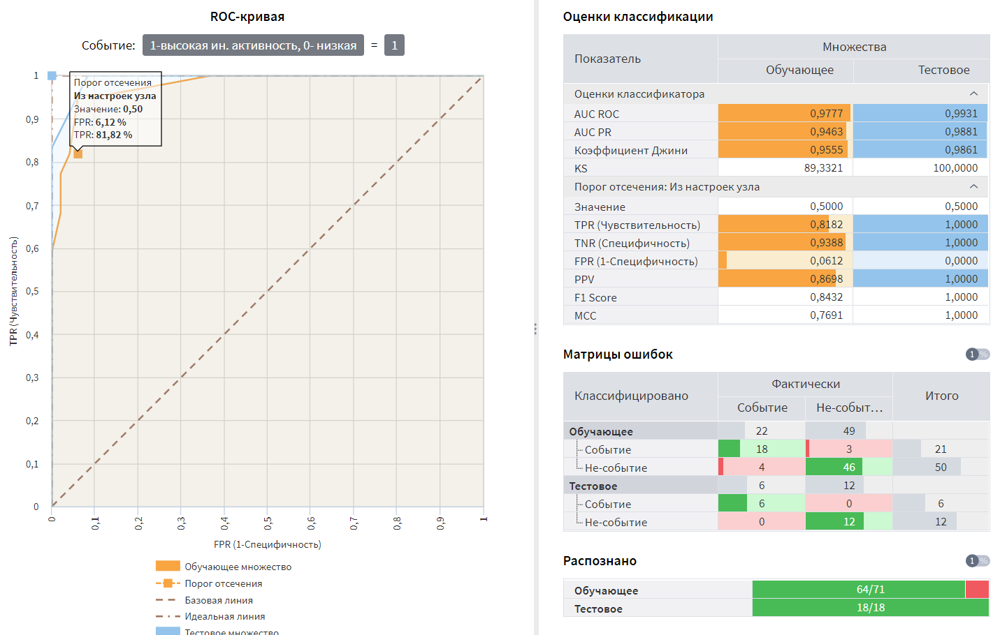 ROC-кривая
Событие: 1-высокая ин. активность, 0- низкая = 1
Порог отсечения
Из настроек узла
Значение: 0,50
FPR: 6,12 %
TPR: 81,82 %
1
0,9
0,8
0,7
0,6
0,5
0,4
0,3
0,2
0,1
0
TPR (Чувствительность)
0
0,1
0,2
0,3
0,4
0,5
0,6
0,7
0,8
0,9
1
FPR (1-Специфичность)
Обучающее множество
Порог отсечения
Базовая линия
Идеальная линия
Тестовое множество
Оценки классификации
Показатель
Множества
Обучающее Тестовое
Оценки классификатора
AUC ROC 0,9777 0,9931
AUC PR 0,9463 0,9881
Коэффициент Джини 0,9555 0,9861
KS 89,3321 100,0000
Порог отсечения: Из настроек узла
Значение 0,5000 0,5000
TPR (Чувствительность) 0,8182 1,0000
TNR (Специфичность) 0,9388 1,0000
FPR (1-Специфичность) 0,0612 0,0000
PPV 0,8698 1,0000
F1 Score 0,8432 1,0000
MCC 0,7691 1,0000
Матрицы ошибок
1 %
Классифицировано
Фактически
Событие Не-событ...
Итого
Обучающее 22 49
Событие 18 3 21
Не-событие 4 46 50
Тестовое 6 12
Событие 6 0 6
Не-событие 0 12 12
Распознано
1 %
Обучающее 64/71
Тестовое 18/18